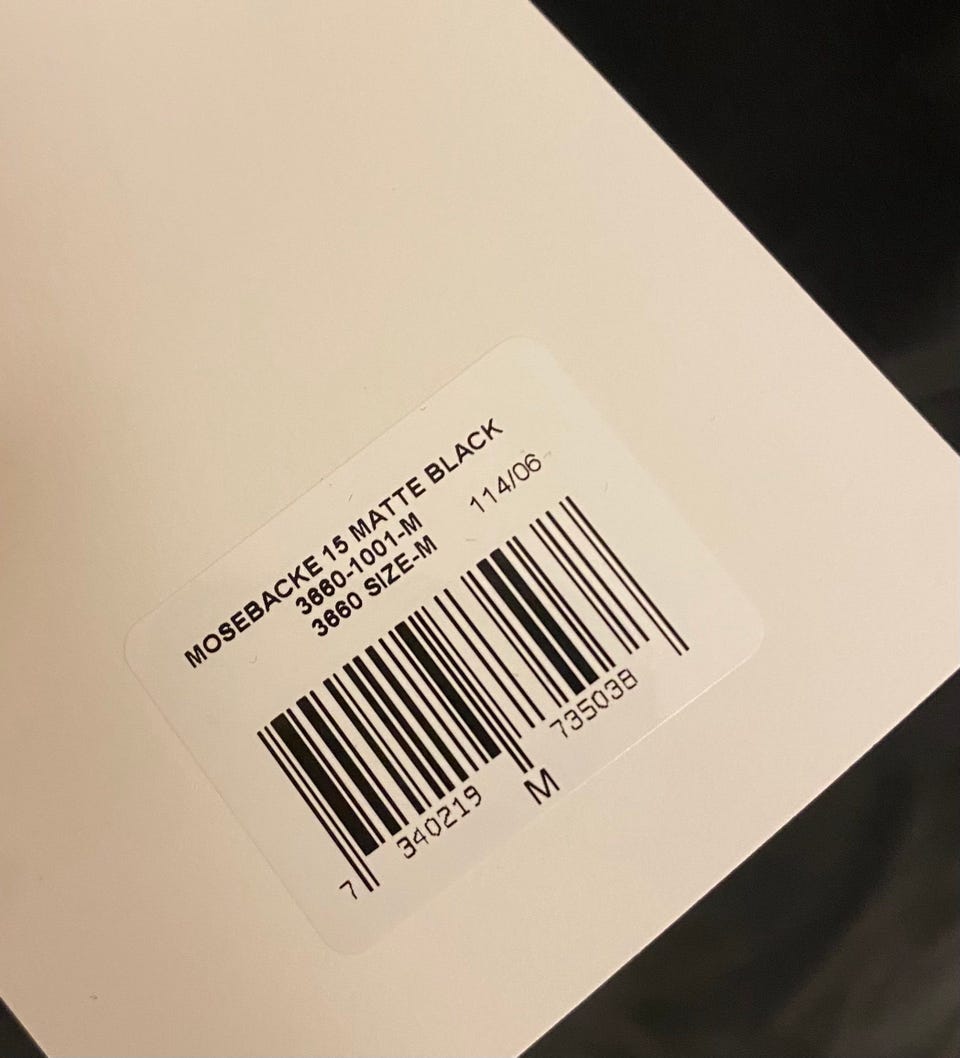 MOSEBACKE 15 MATTE BLACK
3660-1001-M
3660 SIZE-M
114/06
7 340219 735038
M